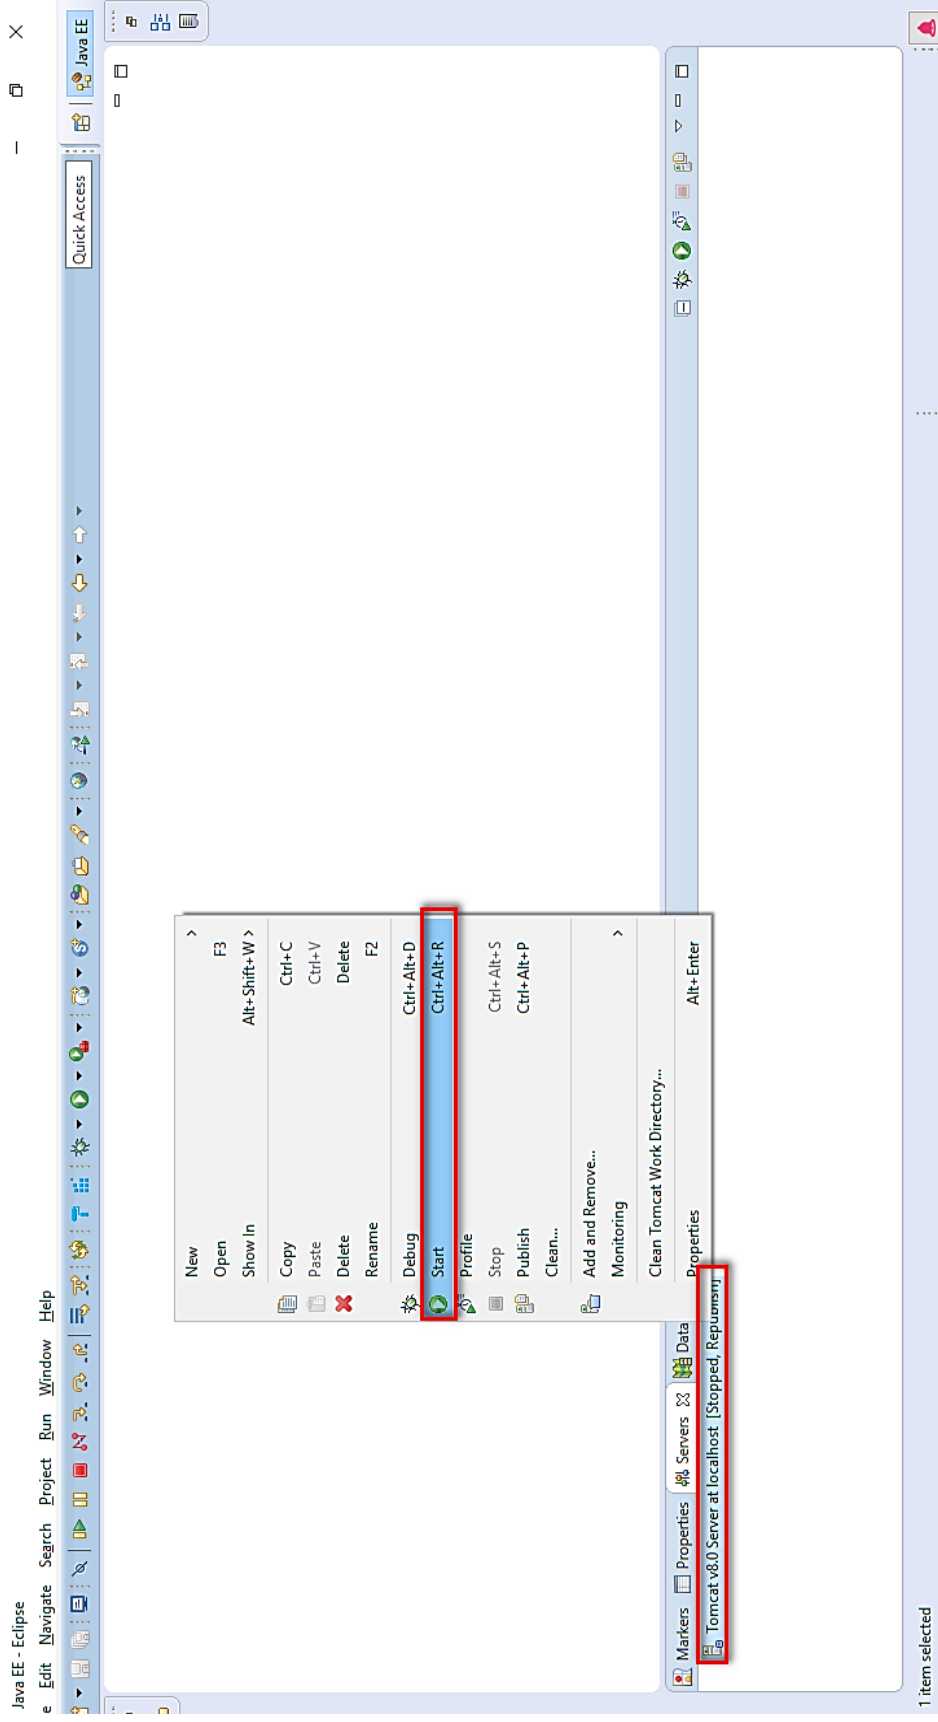 Java EE - Eclipse
e Edit Navigate Search Project Run Window Help
Quick Access
Java EE
New
Open F3
Show In Alt+Shift+W
Copy Ctrl+C
Paste Ctrl+V
Delete Delete
Rename F2
Debug Ctrl+Alt+D
Start Ctrl+Alt+R
Profile
Stop Ctrl+Alt+S
Publish Ctrl+Alt+P
Clean...
Add and Remove...
Monitoring
Clean Tomcat Work Directory...
Properties Alt+Enter
Markers Properties Servers Data
Tomcat v8.0 Server at localhost [Stopped, Republish]
1 item selected